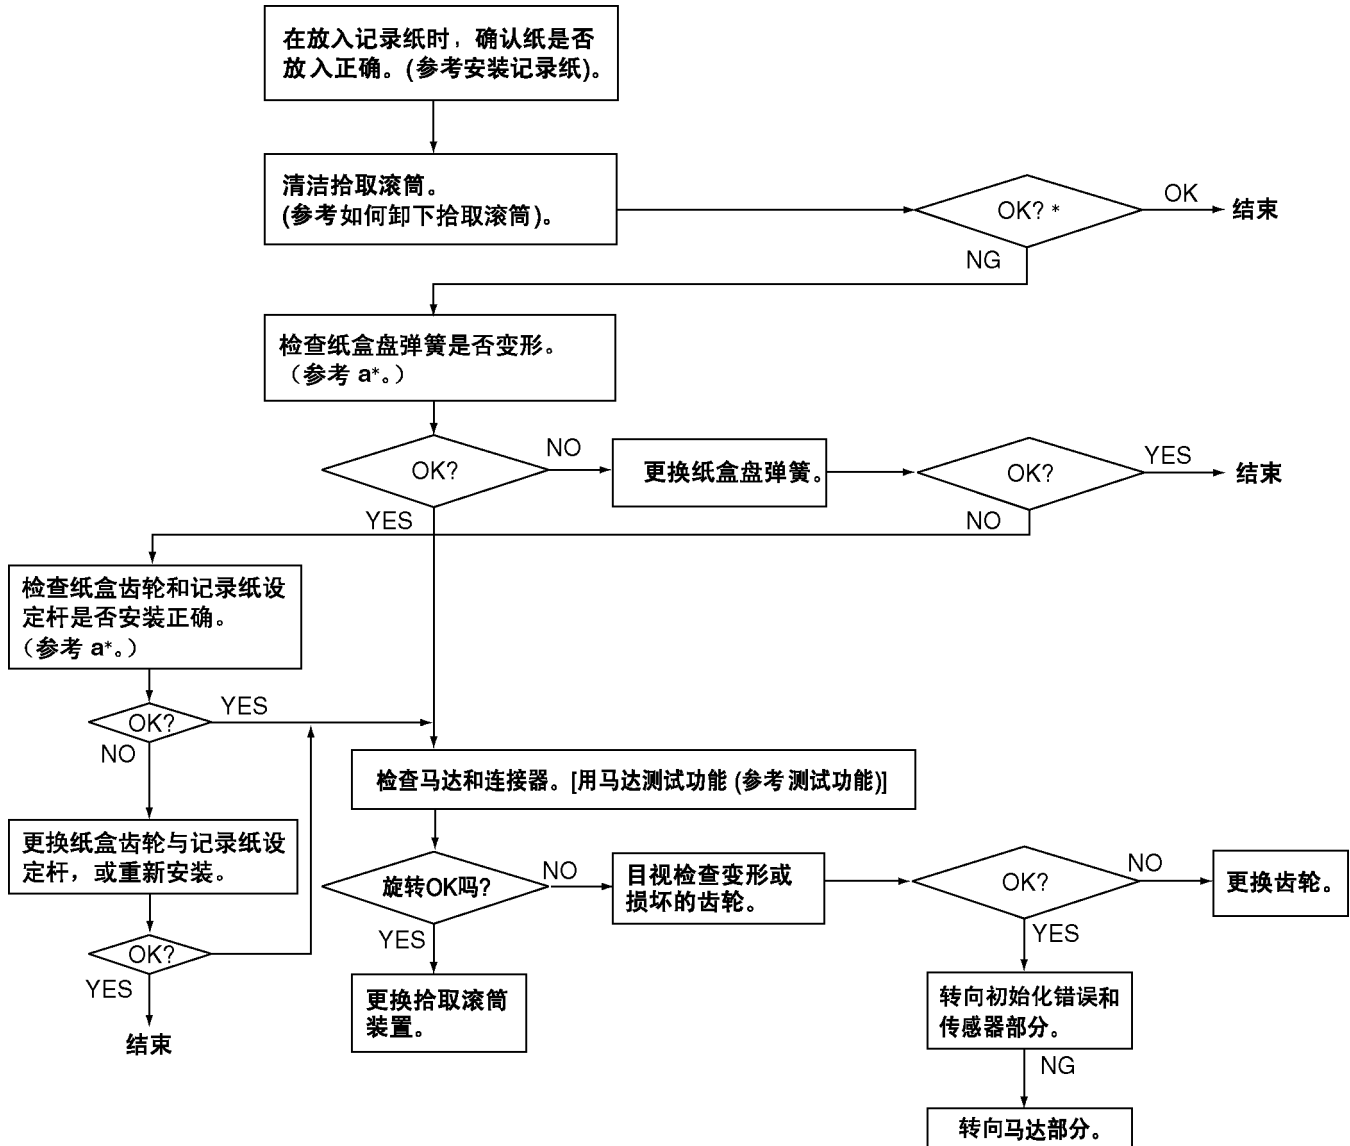 在放入记录纸时，确认纸是否
放入正确。(参考安装记录纸)。
清洁拾取滚筒。
(参考如何卸下拾取滚筒)。
OK? *
OK
结束
NG
检查纸盒盘弹簧是否变形。
（参考 a*。）
OK?
NO
更换纸盒盘弹簧。
OK?
YES
结束
YES
NO
检查纸盒齿轮和记录纸设
定杆是否安装正确。
（参考 a*。）
OK?
YES
NO
检查马达和连接器。[用马达测试功能 (参考 测试功能)]
更换纸盒齿轮与记录纸设
定杆，或重新安装。
旋转OK吗?
NO
目视检查变形或
损坏的齿轮。
OK?
NO
更换齿轮。
OK?
YES
结束
YES
更换拾取滚筒
装置。
YES
转向初始化错误和
传感器部分。
NG
转向马达部分。